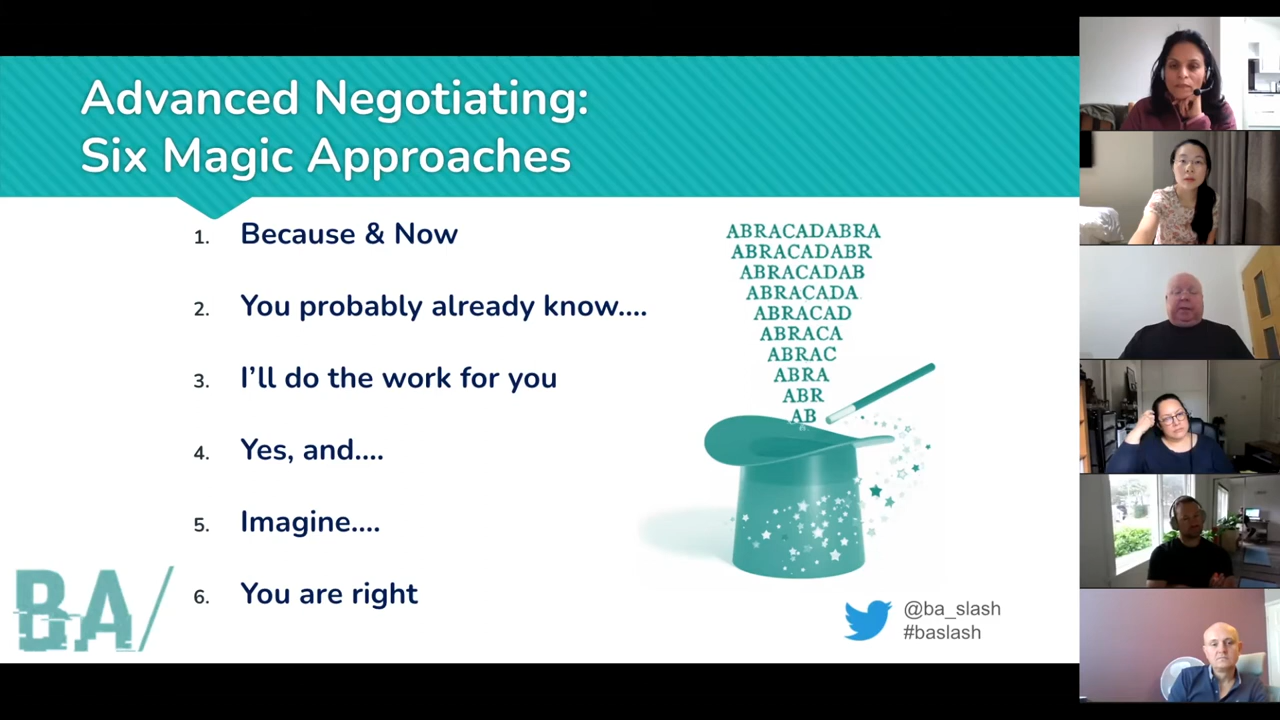 Advanced Negotiating:
Six Magic Approaches
1. Because & Now
2. You probably already know....
3. I’ll do the work for you
4. Yes, and....
5. Imagine....
6. You are right
ABRACADABRA
ABRACADABR
ABRACADAB
ABRACADA
ABRACAD
ABRACA
ABRAC
ABRA
ABR
AB
BA/
@ba_slash
#baslash